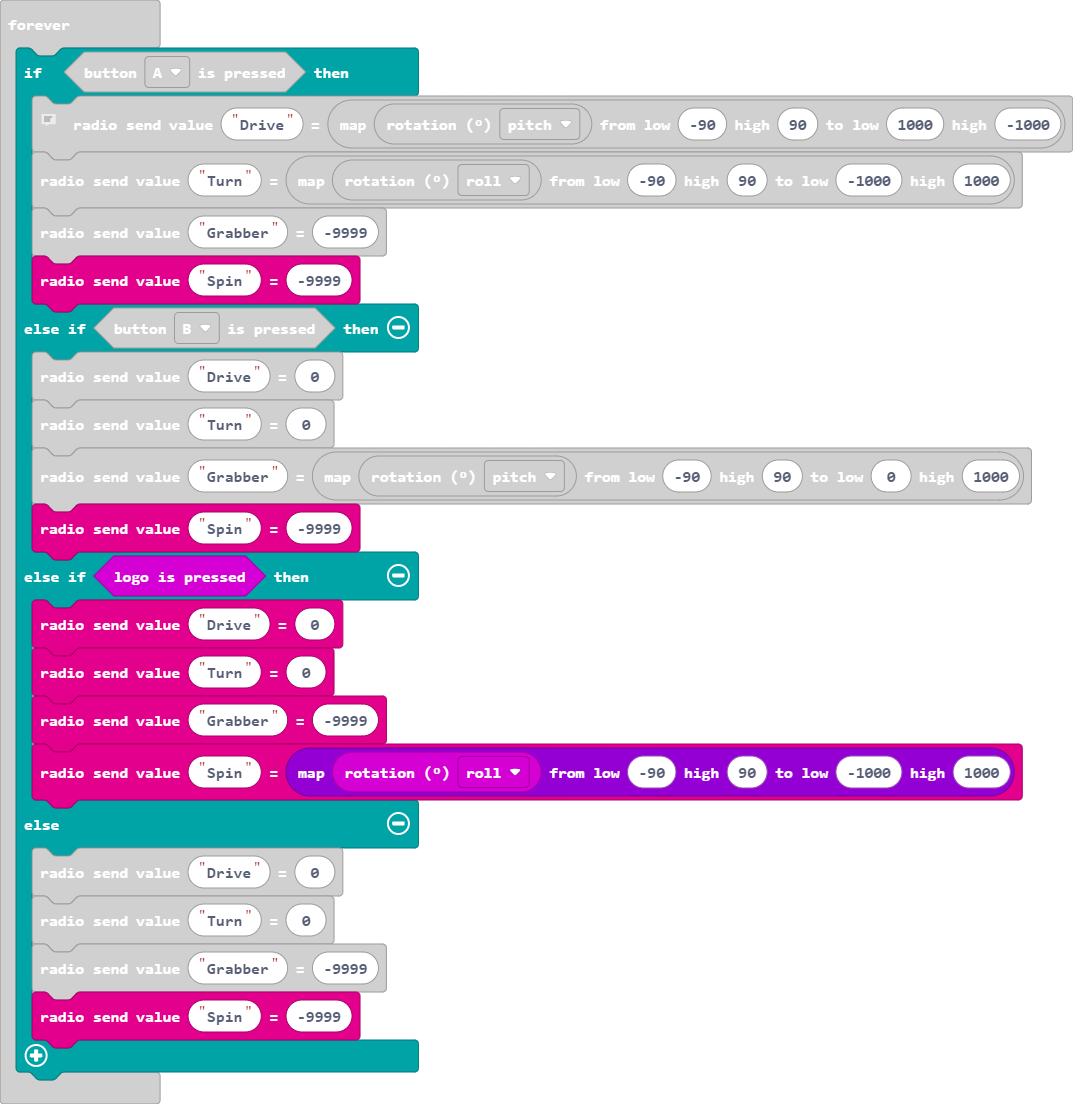 forever
if button A is pressed then
radio send value "Drive" = map rotation (º) pitch from low -90 high 90 to low 1000 high -1000
radio send value "Turn" = map rotation (º) roll from low -90 high 90 to low -1000 high 1000
radio send value "Grabber" = -9999
radio send value "Spin" = -9999
else if button B is pressed then
radio send value "Drive" = 0
radio send value "Turn" = 0
radio send value "Grabber" = map rotation (º) pitch from low -90 high 90 to low 0 high 1000
radio send value "Spin" = -9999
else if logo is pressed then
radio send value "Drive" = 0
radio send value "Turn" = 0
radio send value "Grabber" = -9999
radio send value "Spin" = map rotation (º) roll from low -90 high 90 to low -1000 high 1000
else
radio send value "Drive" = 0
radio send value "Turn" = 0
radio send value "Grabber" = -9999
radio send value "Spin" = -9999